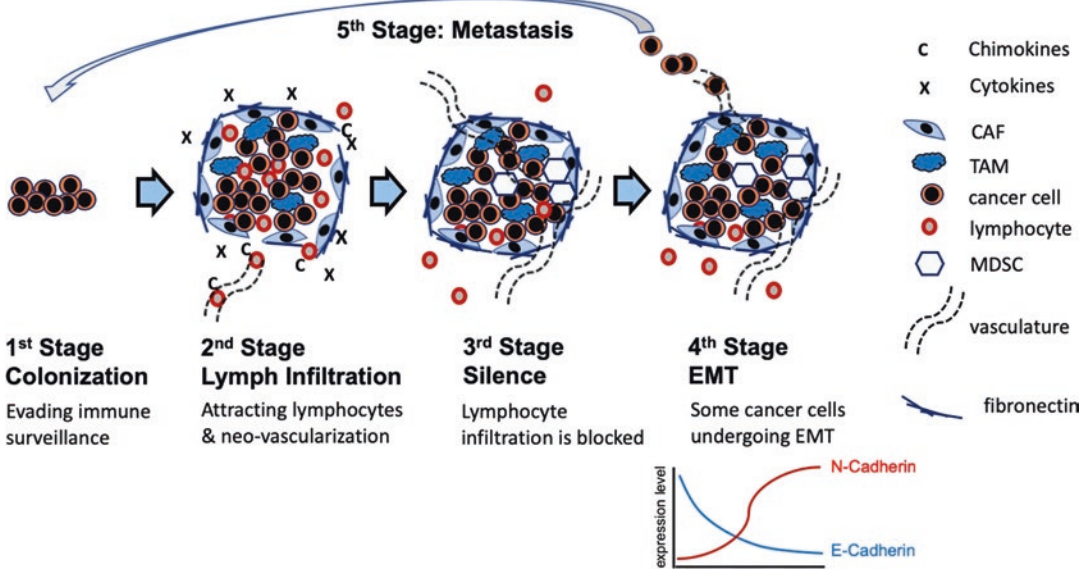 5th Stage: Metastasis
C Chimokines
X Cytokines
CAF
TAM
cancer cell
lymphocyte
MDSC
vasculature
fibronectin
X
X
X
C
X
X
C
C
X
X
C
1st Stage
Colonization
Evading immune
surveillance
2nd Stage
Lymph Infiltration
Attracting lymphocytes
& neo-vascularization
3rd Stage
Silence
Lymphocyte
infiltration is blocked
4th Stage
EMT
Some cancer cells
undergoing EMT
expression level
N-Cadherin
E-Cadherin